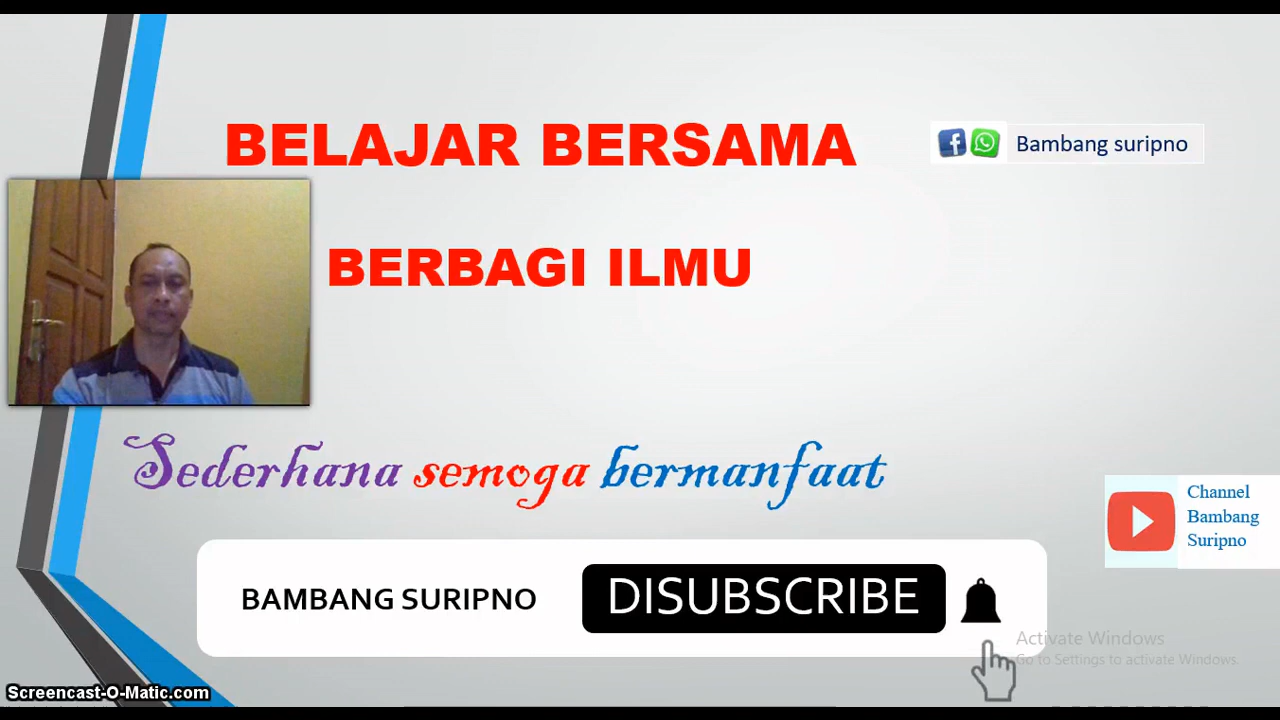 BELAJAR BERSAMA
Bambang suripno
BERBAGI ILMU
Sederhana semoga bermanfaat
Channel
Bambang
Suripno
BAMBANG SURIPNO
DISUBSCRIBE
Activate Windows
Go to Settings to activate Windows.
Screencast-O-Matic.com